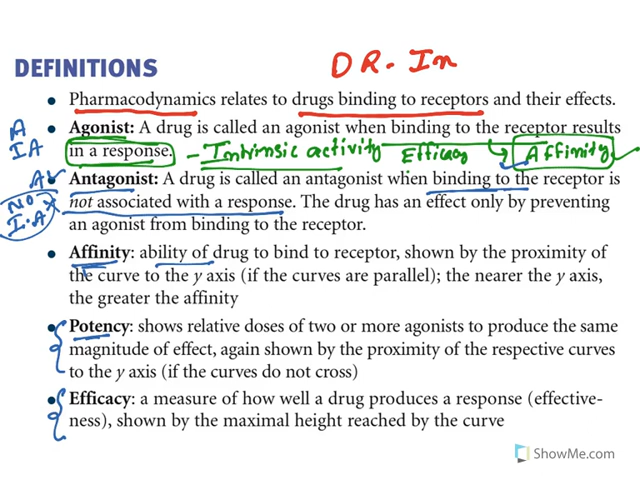 DR. In
DEFINITIONS
• Pharmacodynamics relates to drugs binding to receptors and their effects.
A
• Agonist: A drug is called an agonist when binding to the receptor results
IA
in a response. – Intrinsic activity Efficacy Affinity
A ✓
• Antagonist: A drug is called an antagonist when binding to the receptor is
NO
not associated with a response. The drug has an effect only by preventing
I.A
an agonist from binding to the receptor.
• Affinity: ability of drug to bind to receptor, shown by the proximity of
the curve to the y axis (if the curves are parallel); the nearer the y axis,
the greater the affinity
• Potency: shows relative doses of two or more agonists to produce the same
magnitude of effect, again shown by the proximity of the respective curves
to the y axis (if the curves do not cross)
• Efficacy: a measure of how well a drug produces a response (effective-
ness), shown by the maximal height reached by the curve
ShowMe.com